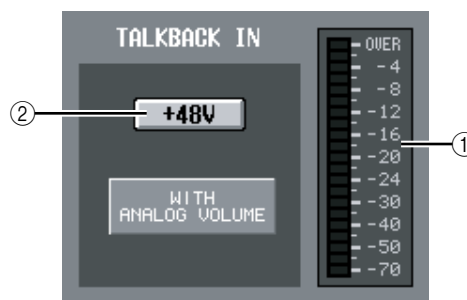 TALKBACK IN
② +48V
WITH
ANALOG VOLUME
OVER
-4
-8
-12
-16 ①
-20
-24
-30
-40
-50
-70